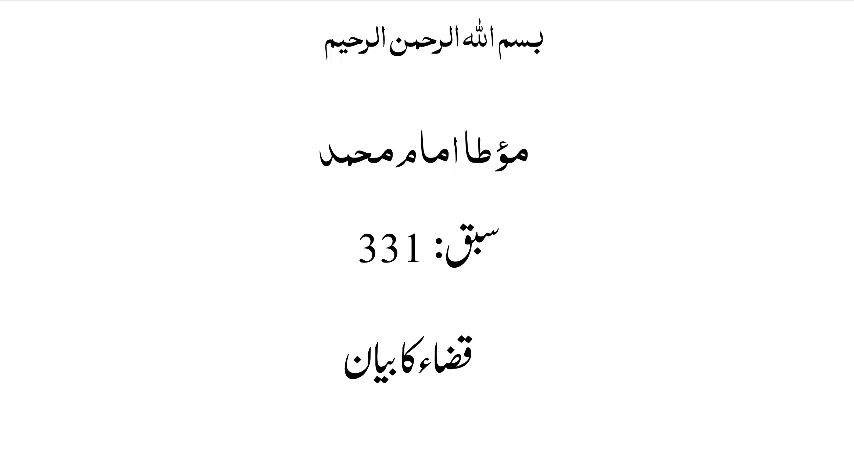 بسم اللہ الرحمن الرحیم
مؤطا امام محمد
سبق: 331
قضاء کا بیان